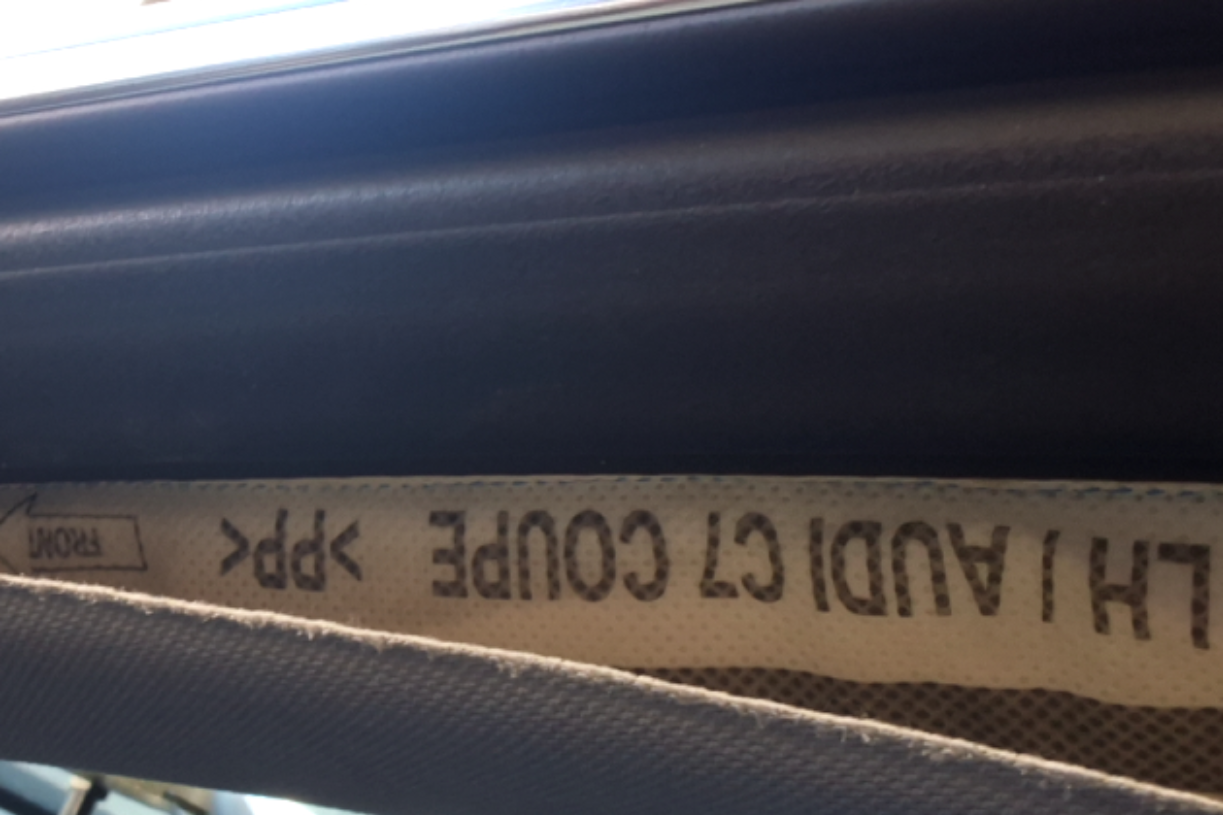 LH | AUDI C7 COUPE >PP< FRONT